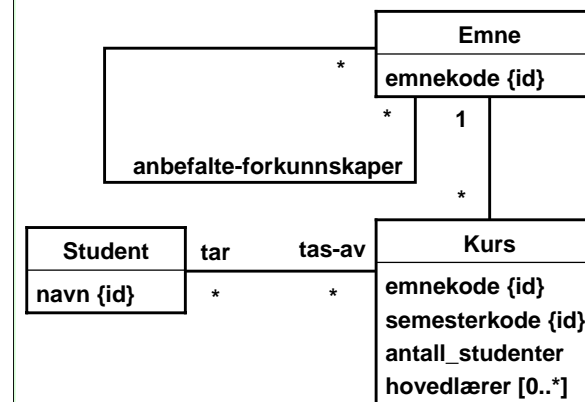 Emne
*
emnekode {id}
*
1
anbefalte-forkunnskaper
*
Student
tar
tas-av
Kurs
navn {id}
*
*
emnekode {id}
semesterkode {id}
antall_studenter
hovedlærer [0..*]